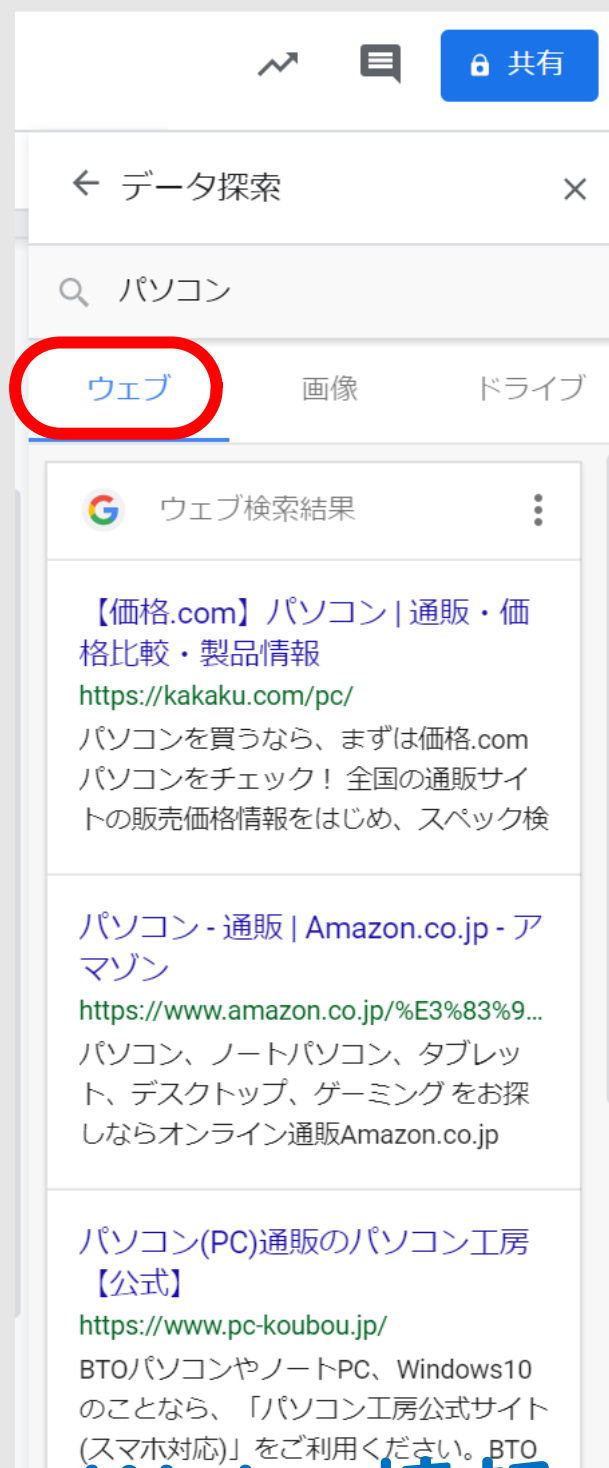 共有
データ探索
パソコン
ウェブ 画像 ドライブ
ウェブ検索結果
【価格.com】パソコン | 通販・価
格比較・製品情報
https://kakaku.com/pc/
パソコンを買うなら、まずは価格.com
パソコンをチェック！ 全国の通販サイ
トの販売価格情報をはじめ、スペック検
パソコン - 通販 | Amazon.co.jp - ア
マゾン
https://www.amazon.co.jp/%E3%83%9...
パソコン、ノートパソコン、タブレッ
ト、デスクトップ、ゲーミング をお探
しならオンライン通販Amazon.co.jp
パソコン(PC)通販のパソコン工房
【公式】
https://www.pc-koubou.jp/
BTOパソコンやノートPC、Windows10
のことなら、「パソコン工房公式サイト
(スマホ対応)」をご利用ください。BTO